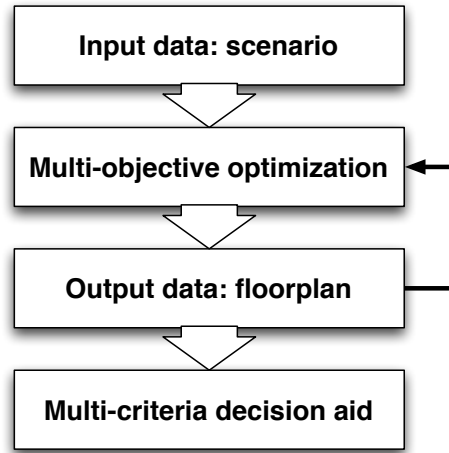 Input data: scenario
Multi-objective optimization
Output data: floorplan
Multi-criteria decision aid